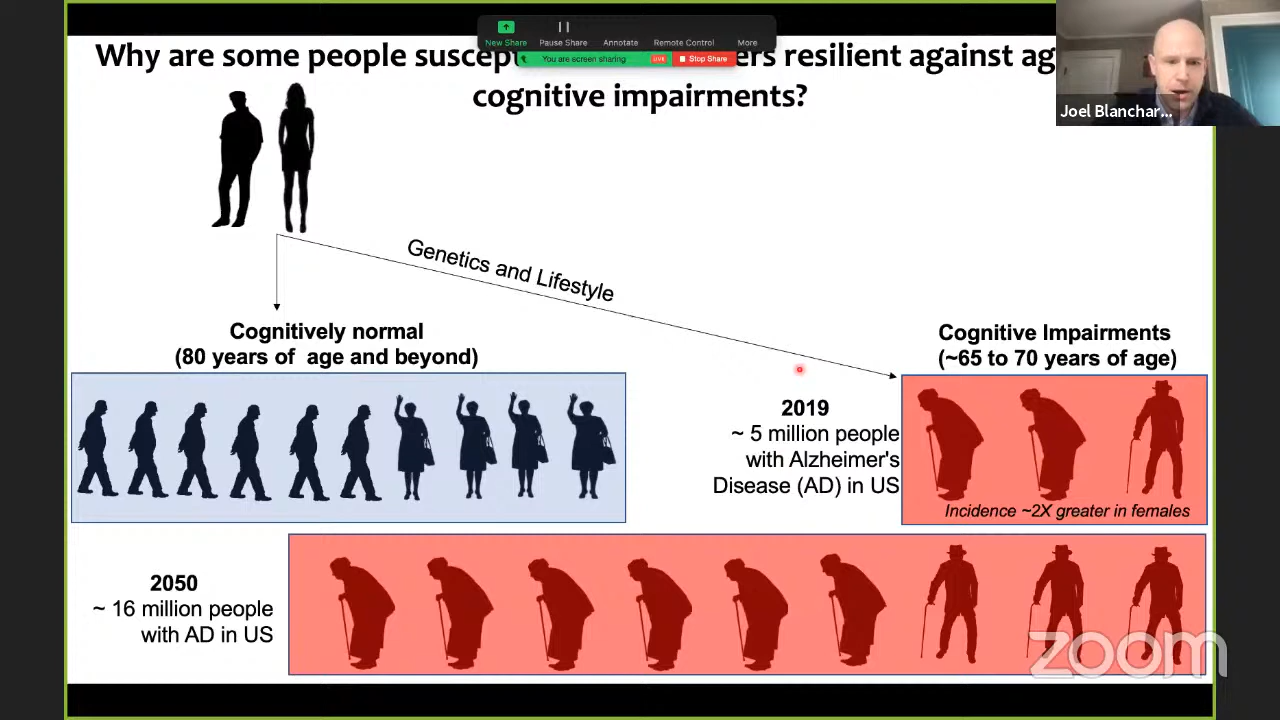 New Share
Pause Share
Annotate
Remote Control
More
You are screen sharing
LIVE
Stop Share
Why are some people suscept ers resilient against ag
cognitive impairments?
Joel Blanchar...
Genetics and Lifestyle
Cognitively normal
(80 years of age and beyond)
Cognitive Impairments
(~65 to 70 years of age)
2019
~ 5 million people
with Alzheimer's
Disease (AD) in US
Incidence ~2X greater in females
2050
~ 16 million people
with AD in US
zoom